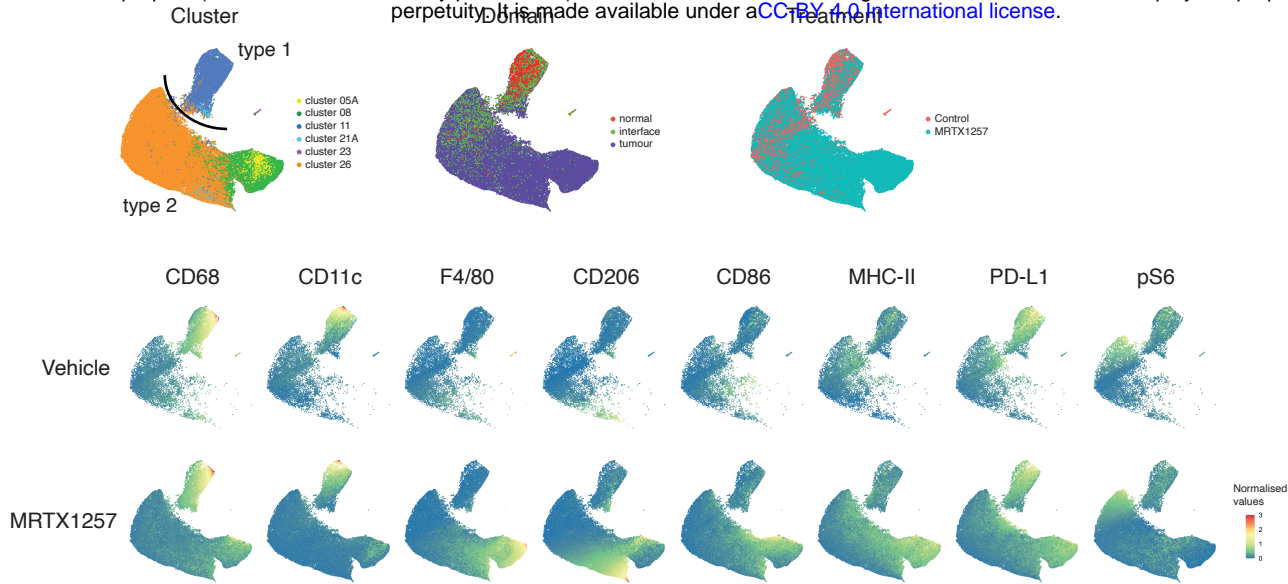 perpetuity. It is made available under aCC-BY 4.0 International license.
Cluster
Domain
Treatment
type 1
type 2
cluster 05A
cluster 08
cluster 11
cluster 21A
cluster 23
cluster 26
normal
interface
tumour
Control
MRTX1257
CD68 CD11c F4/80 CD206 CD86 MHC-II PD-L1 pS6
Vehicle
MRTX1257
Normalised
values
3
2
1
0